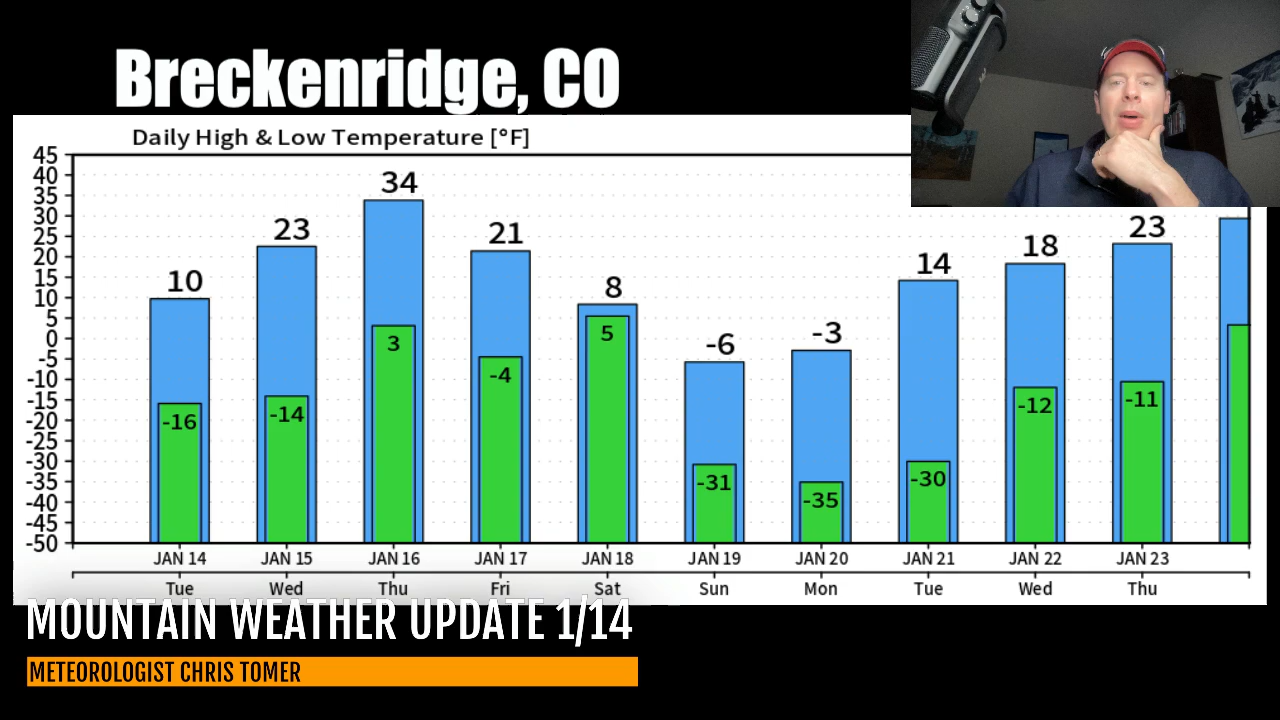 Breckenridge, CO
Daily High & Low Temperature [°F]
45
40
35
30
25
20
15
10
5
0
-5
-10
-15
-20
-25
-30
-35
-40
-45
-50
10 23 34 21 8 -6 -3 14 18 23
-16 -14 3 -4 5 -31 -35 -30 -12 -11
JAN 14 JAN 15 JAN 16 JAN 17 JAN 18 JAN 19 JAN 20 JAN 21 JAN 22 JAN 23
Tue Wed Thu Fri Sat Sun Mon Tue Wed Thu
MOUNTAIN WEATHER UPDATE 1/14
METEOROLOGIST CHRIS TOMER